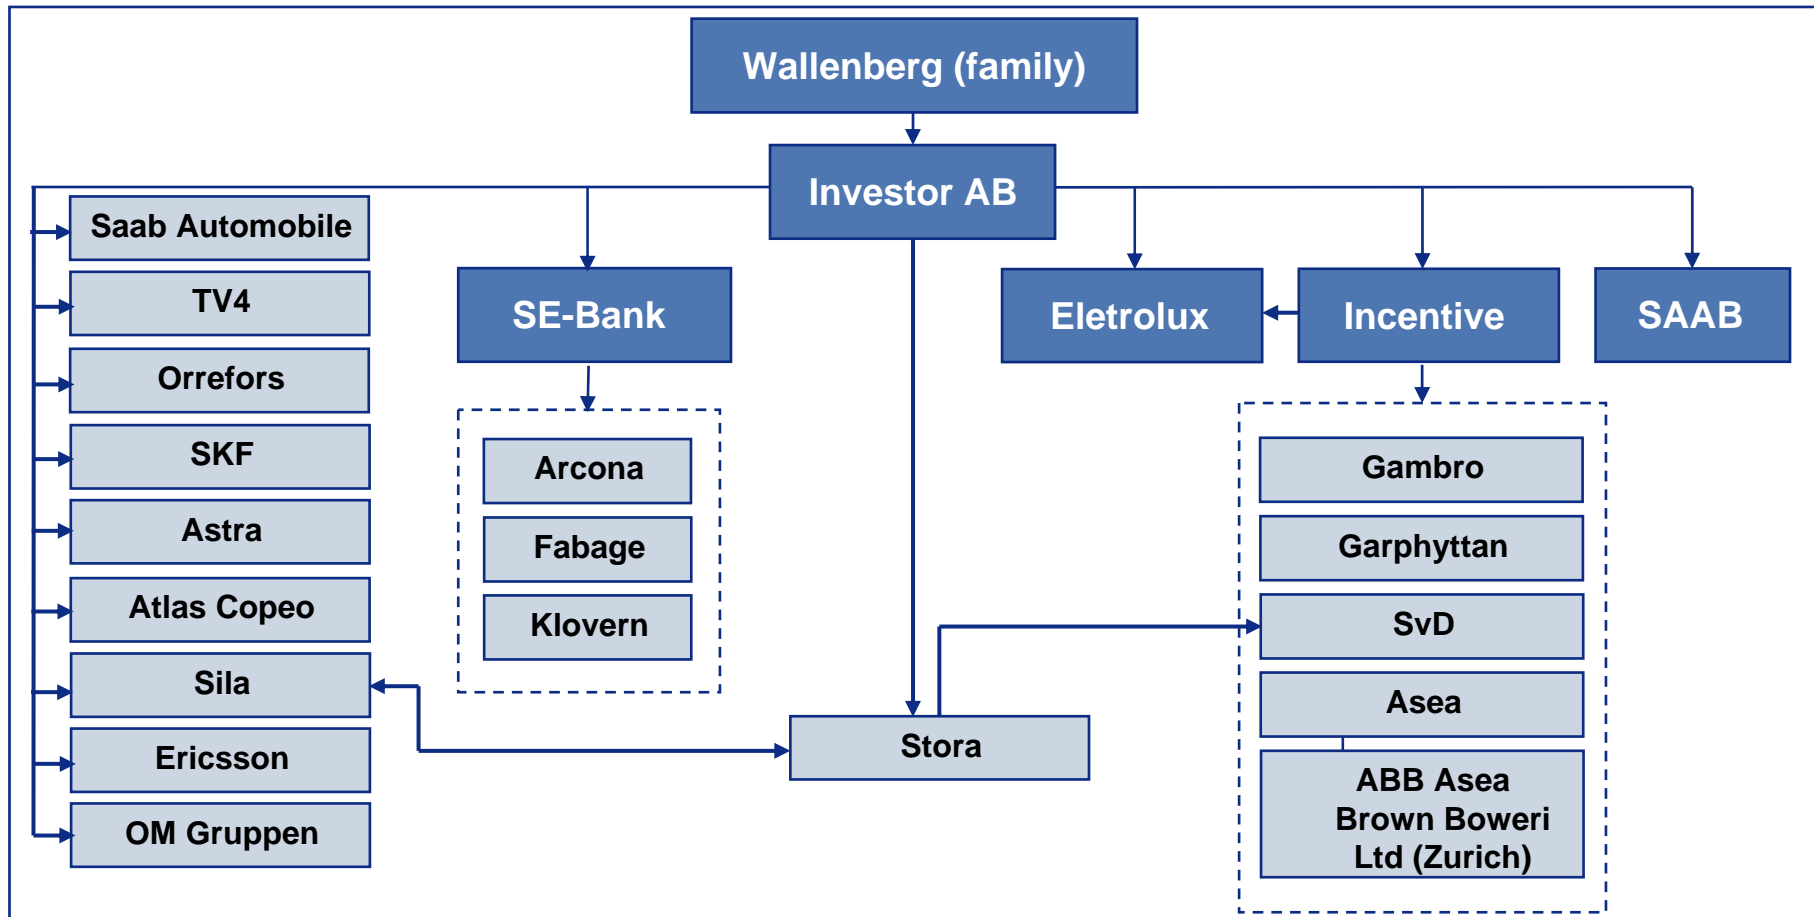 Wallenberg (family)
Investor AB
Saab Automobile
TV4
Orrefors
SKF
Astra
Atlas Copeo
Sila
Ericsson
OM Gruppen
SE-Bank
Arcona
Fabage
Klovern
Stora
Eletrolux
Incentive
SAAB
Gambro
Garphyttan
SvD
Asea
ABB Asea
Brown Boweri
Ltd (Zurich)